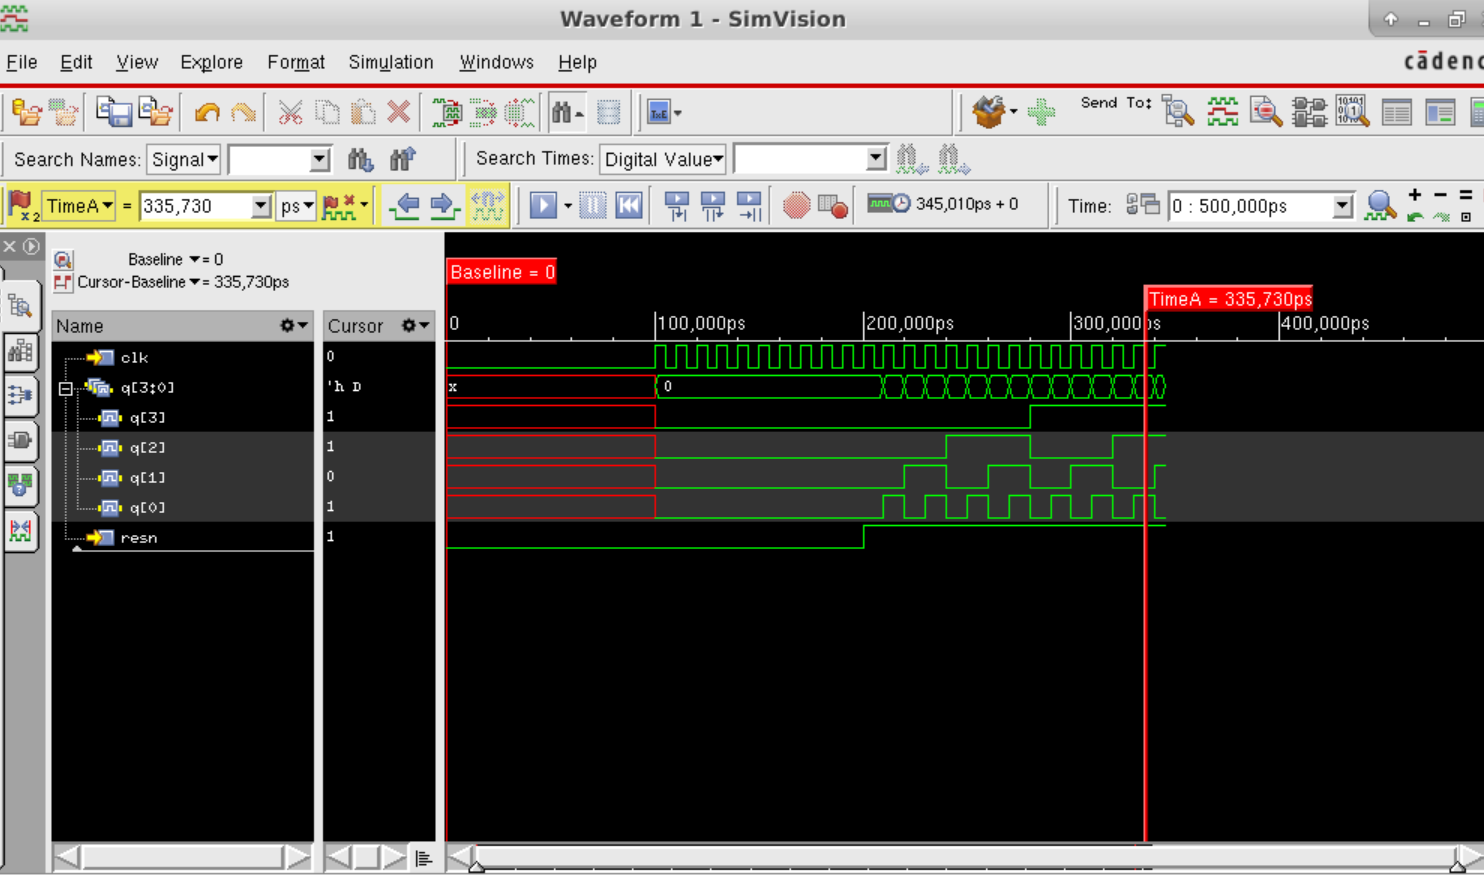 Waveform 1 - SimVision
File Edit View Explore Format Simulation Windows Help
cādenc
Send To:
Search Names: Signal Search Times: Digital Value
TimeA = 335,730 ps 345,010ps + 0 Time: 0 : 500,000ps
Baseline = 0
Cursor-Baseline = 335,730ps
Baseline = 0
TimeA = 335,730ps
Name Cursor 0 100,000ps 200,000ps 300,000ps 400,000ps
clk 0
q[3:0] 'h D x 0
q[3] 1
q[2] 1
q[1] 0
q[0] 1
resn 1